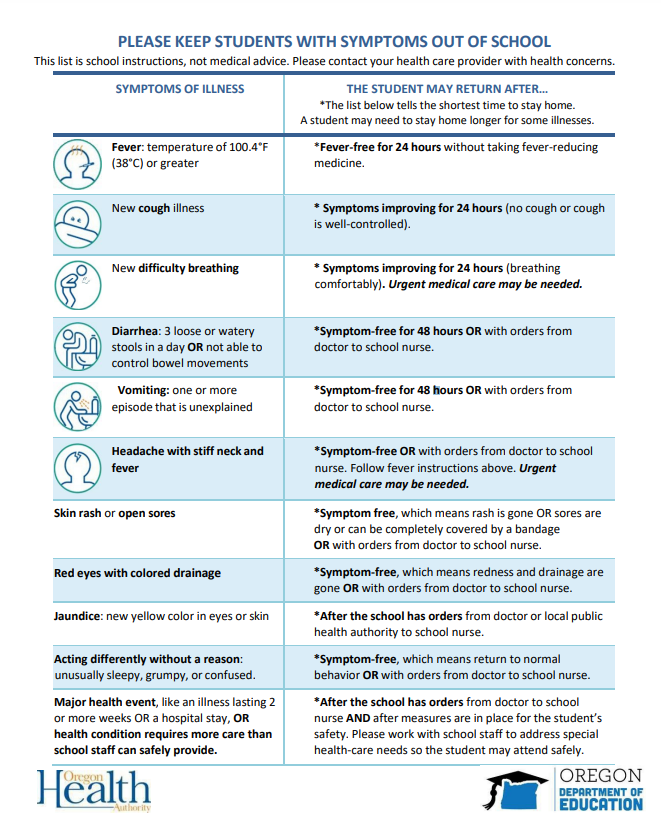 PLEASE KEEP STUDENTS WITH SYMPTOMS OUT OF SCHOOL
This list is school instructions, not medical advice. Please contact your health care provider with health concerns.
SYMPTOMS OF ILLNESS
THE STUDENT MAY RETURN AFTER…
*The list below tells the shortest time to stay home.
A student may need to stay home longer for some illnesses.
Fever: temperature of 100.4°F
(38°C) or greater
*Fever-free for 24 hours without taking fever-reducing
medicine.
New cough illness
* Symptoms improving for 24 hours (no cough or cough
is well-controlled).
New difficulty breathing
* Symptoms improving for 24 hours (breathing
comfortably). Urgent medical care may be needed.
Diarrhea: 3 loose or watery
stools in a day OR not able to
control bowel movements
*Symptom-free for 48 hours OR with orders from
doctor to school nurse.
Vomiting: one or more
episode that is unexplained
*Symptom-free for 48 hours OR with orders from
doctor to school nurse.
Headache with stiff neck and
fever
*Symptom-free OR with orders from doctor to school
nurse. Follow fever instructions above. Urgent
medical care may be needed.
Skin rash or open sores
*Symptom free, which means rash is gone OR sores are
dry or can be completely covered by a bandage
OR with orders from doctor to school nurse.
Red eyes with colored drainage
*Symptom-free, which means redness and drainage are
gone OR with orders from doctor to school nurse.
Jaundice: new yellow color in eyes or skin
*After the school has orders from doctor or local public
health authority to school nurse.
Acting differently without a reason:
unusually sleepy, grumpy, or confused.
*Symptom-free, which means return to normal
behavior OR with orders from doctor to school nurse.
Major health event, like an illness lasting 2
or more weeks OR a hospital stay, OR
health condition requires more care than
school staff can safely provide.
*After the school has orders from doctor to school
nurse AND after measures are in place for the student's
safety. Please work with school staff to address special
health-care needs so the student may attend safely.
Oregon
Health
Authority
OREGON
DEPARTMENT OF
EDUCATION